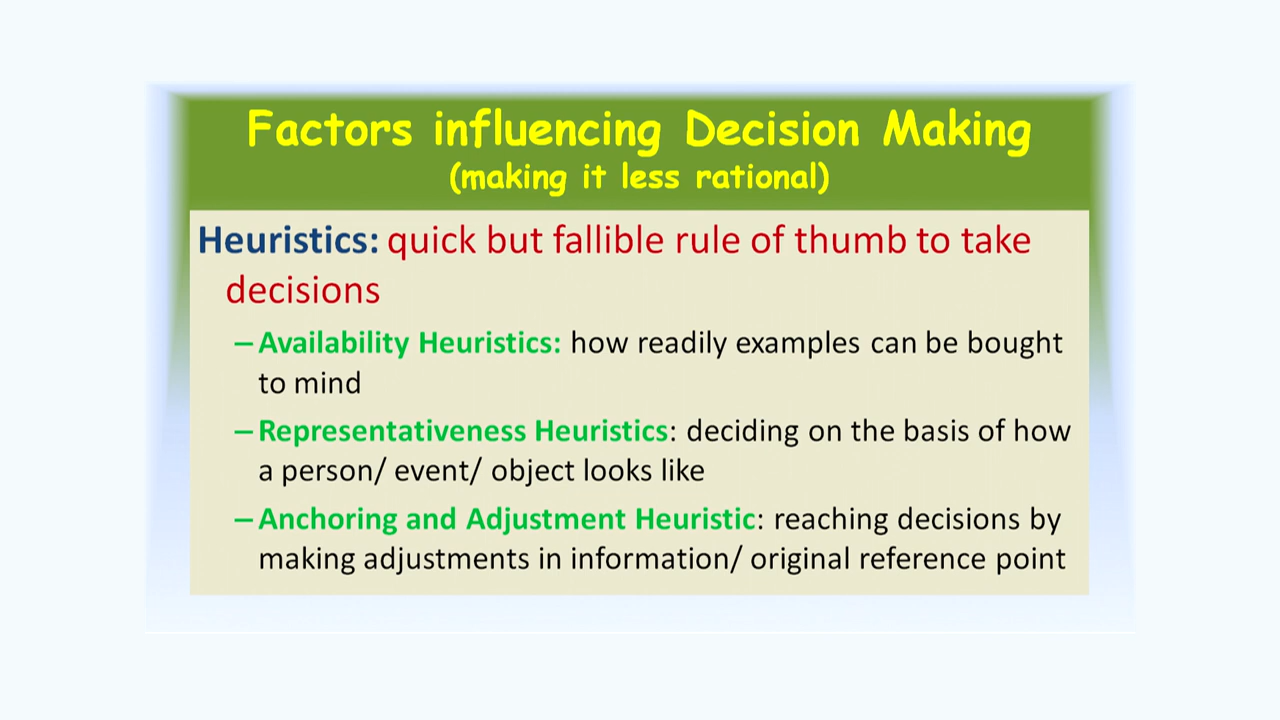 Factors influencing Decision Making
(making it less rational)
Heuristics: quick but fallible rule of thumb to take
decisions
– Availability Heuristics: how readily examples can be bought
to mind
– Representativeness Heuristics: deciding on the basis of how
a person/ event/ object looks like
– Anchoring and Adjustment Heuristic: reaching decisions by
making adjustments in information/ original reference point